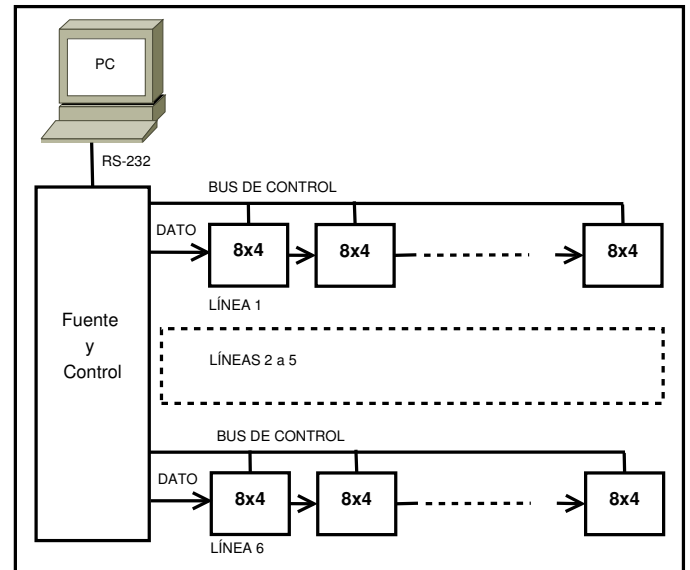 PC
RS-232
BUS DE CONTROL
DATO
8x4
8x4
8x4
LÍNEA 1
Fuente
y
Control
LÍNEAS 2 a 5
BUS DE CONTROL
DATO
8x4
8x4
8x4
LÍNEA 6